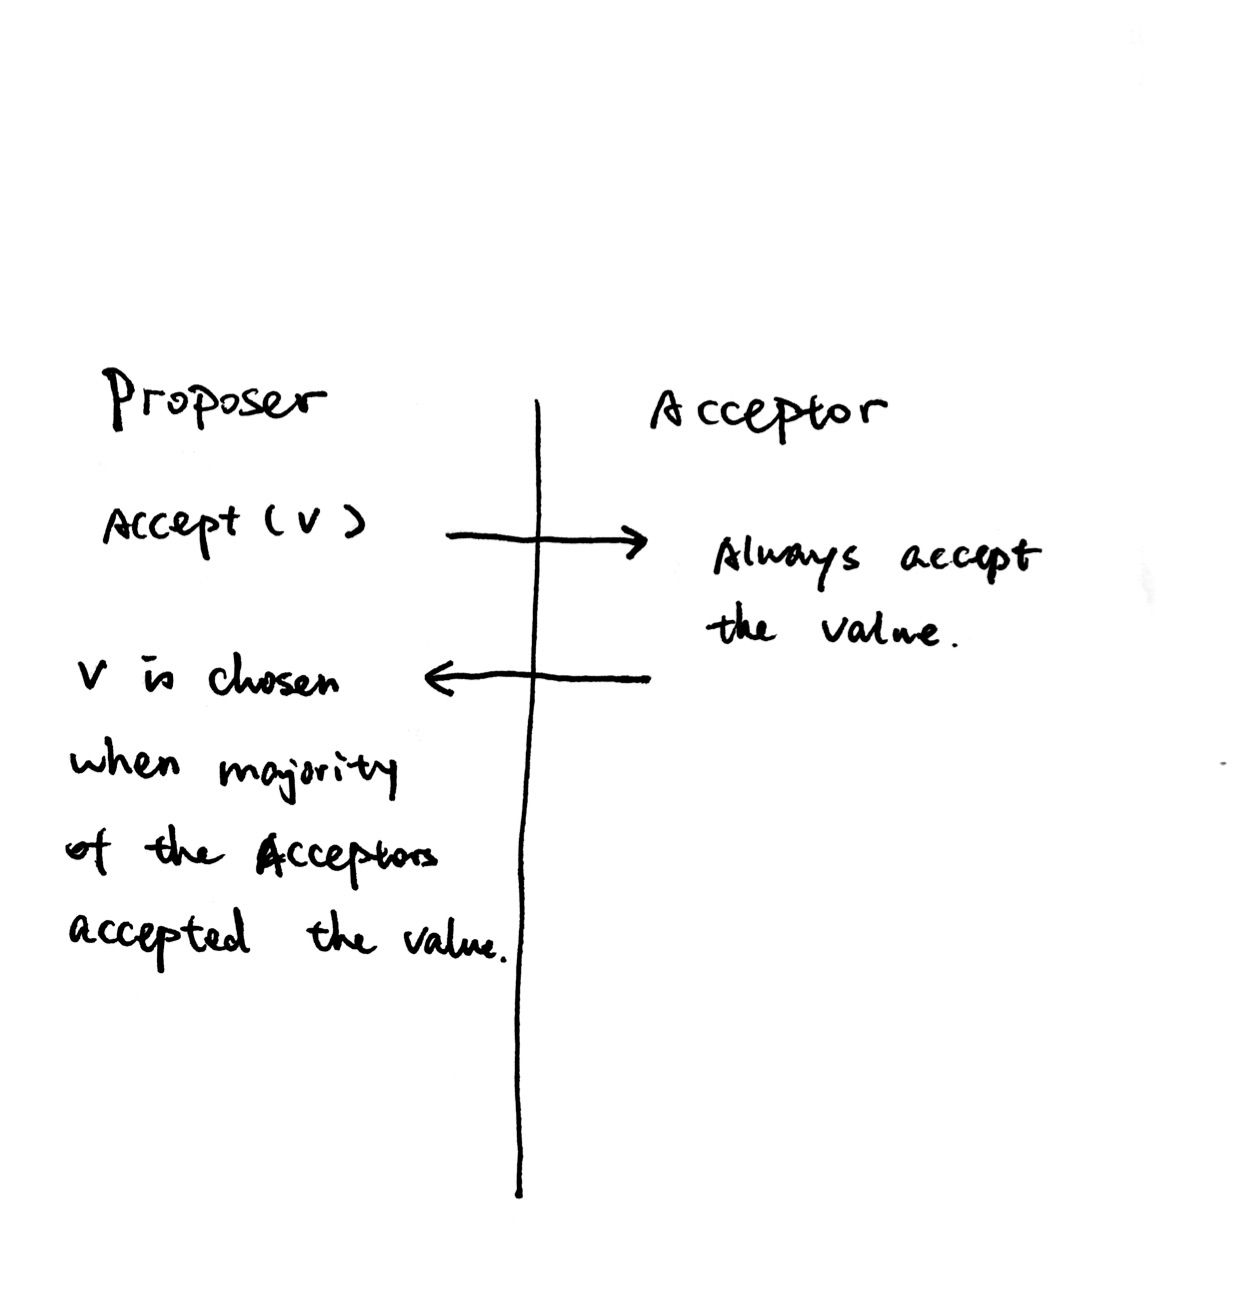 Proposer
Acceptor
Accept (v)
Always accept
the value.
v is chosen
when majority
of the Acceptors
accepted the value.